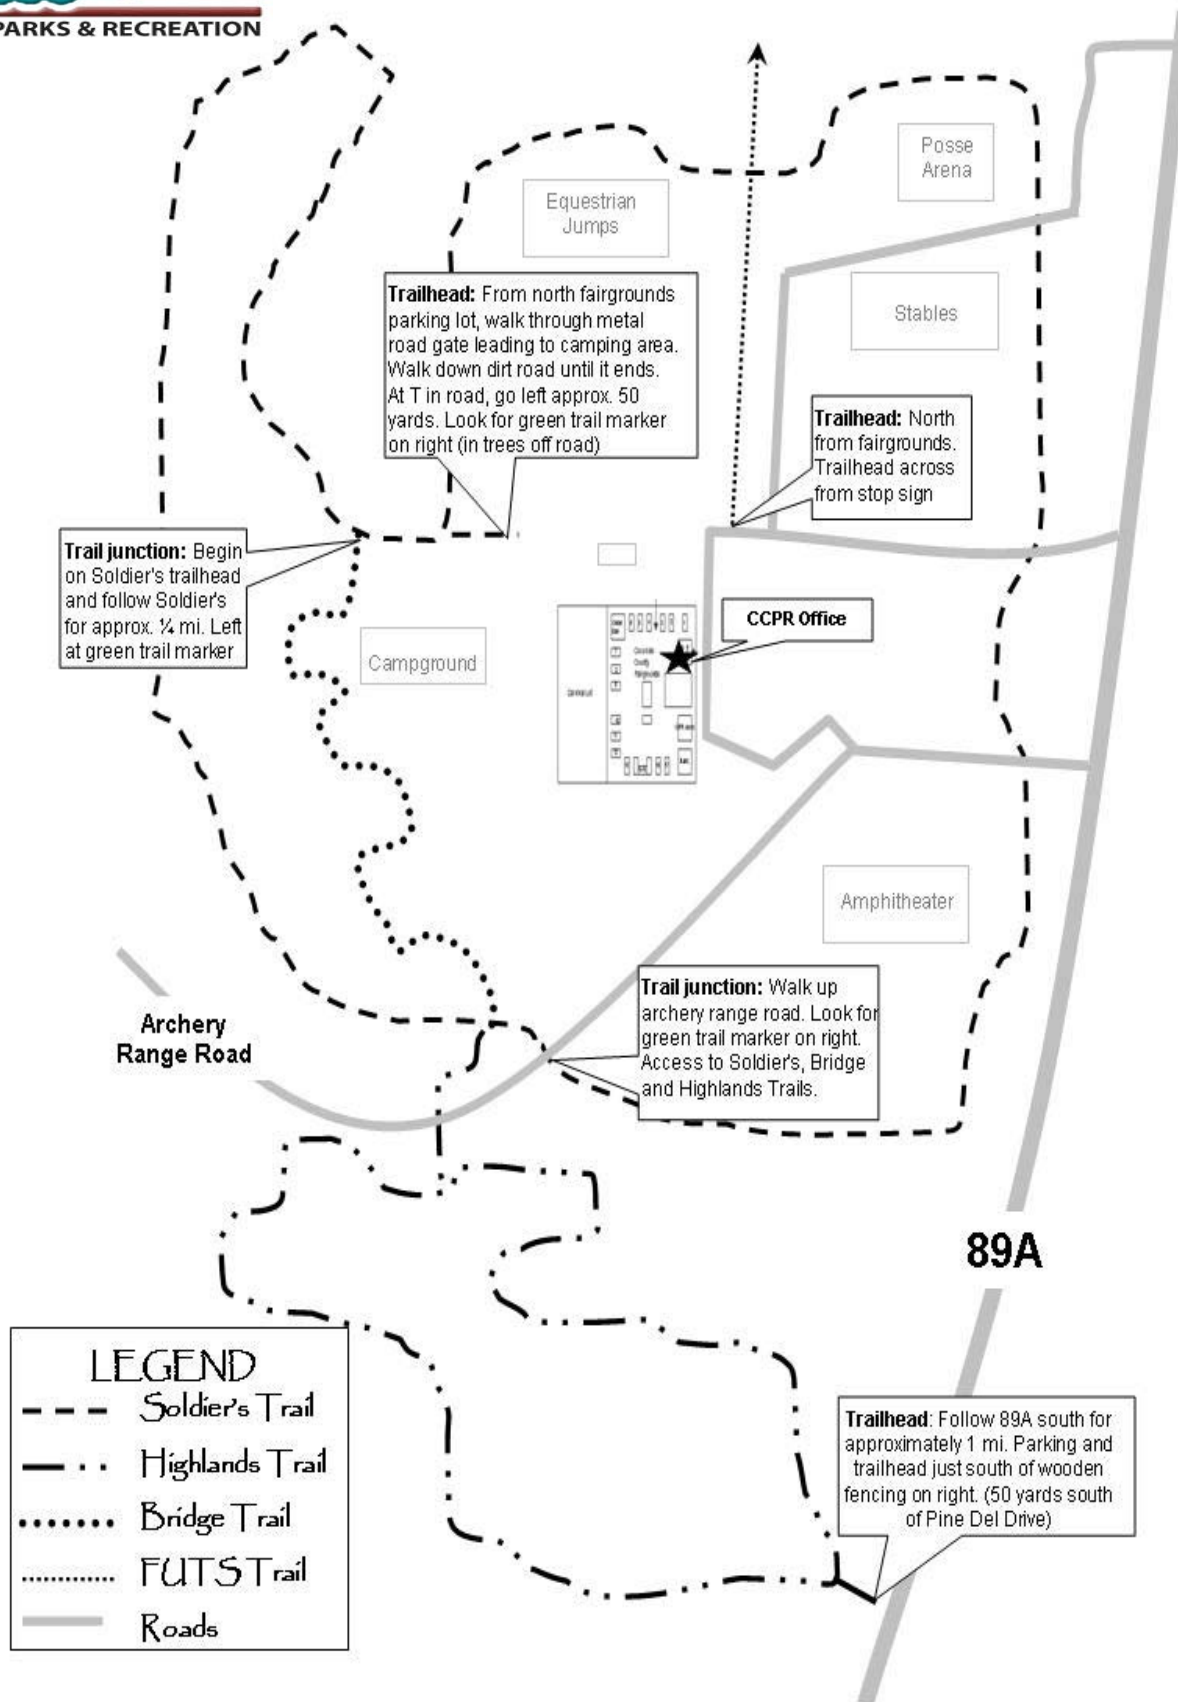 PARKS & RECREATION
Posse
Arena
Equestrian
Jumps
Trailhead: From north fairgrounds
parking lot, walk through metal
road gate leading to camping area.
Walk down dirt road until it ends.
At T in road, go left approx. 50
yards. Look for green trail marker
on right (in trees off road)
Stables
Trailhead: North
from fairgrounds.
Trailhead across
from stop sign
Trail junction: Begin
on Soldier's trailhead
and follow Soldier's
for approx. ¼ mi. Left
at green trail marker
CCPR Office
Campground
Amphitheater
Trail junction: Walk up
archery range road. Look for
green trail marker on right.
Access to Soldier's, Bridge
and Highlands Trails.
Archery
Range Road
89A
LEGEND
Soldier's Trail
Highlands Trail
Bridge Trail
FUTS Trail
Roads
Trailhead: Follow 89A south for
approximately 1 mi. Parking and
trailhead just south of wooden
fencing on right. (50 yards south
of Pine Del Drive)